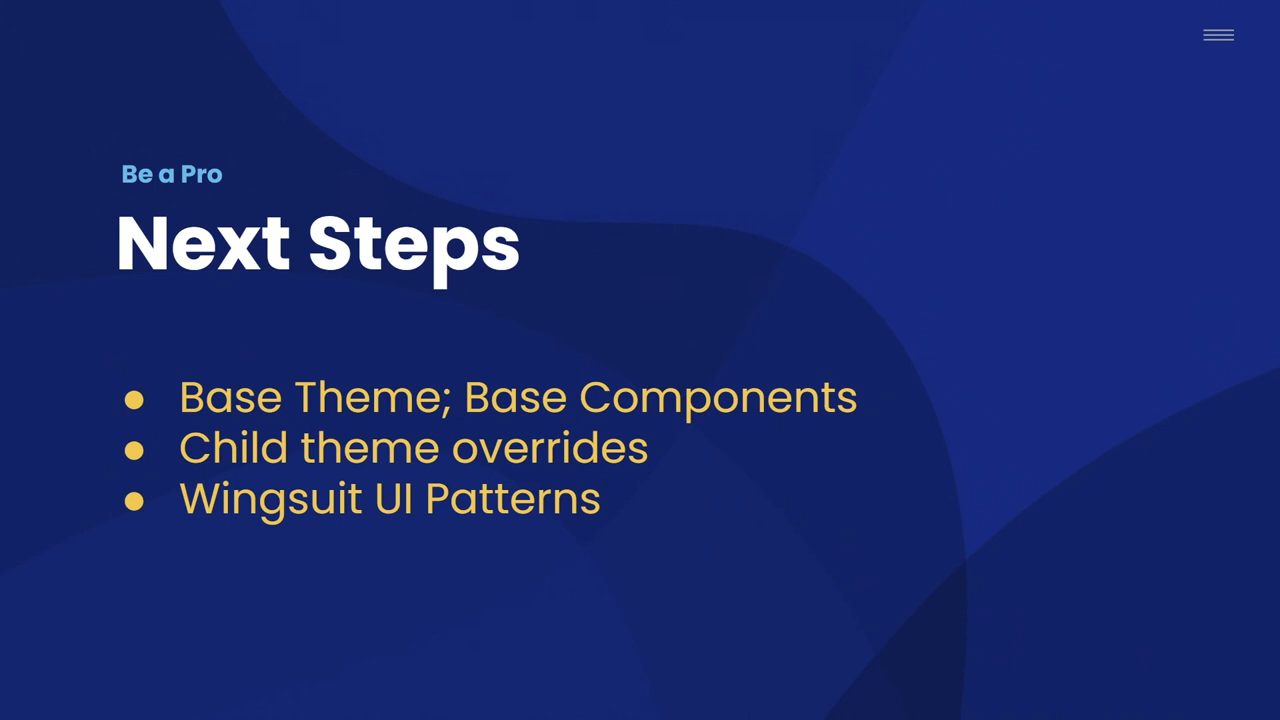 Be a Pro
Next Steps
● Base Theme; Base Components
● Child theme overrides
● Wingsuit UI Patterns